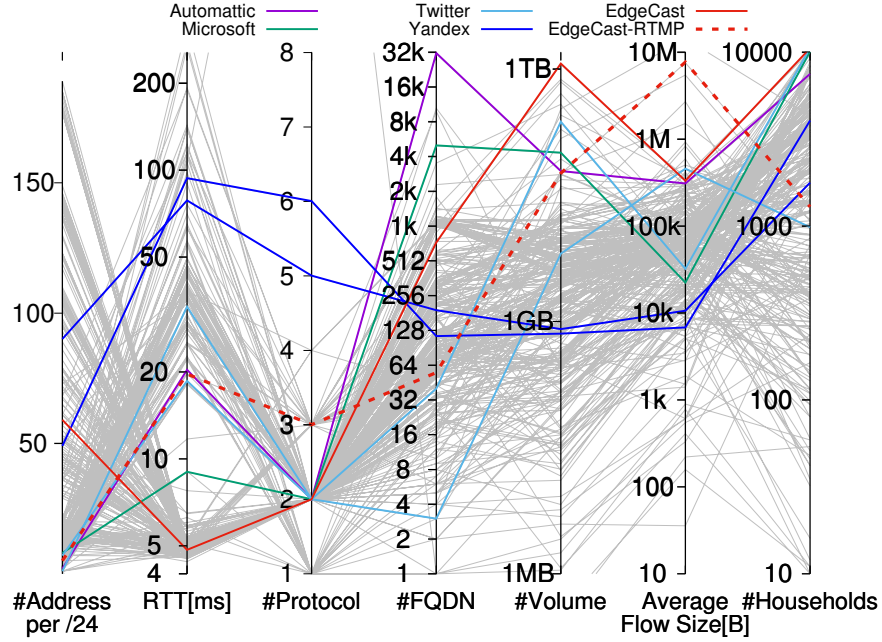 Automattic Twitter EdgeCast
Microsoft Yandex EdgeCast-RTMP
50
100
150
4
5
10
20
50
100
200
1
2
3
4
5
6
7
8
1
2
4
8
16
32
64
128
256
512
1k
2k
4k
8k
16k
32k
1MB
1GB
1TB
10
100
1k
10k
100k
1M
10M
10
100
1000
10000
#Address
per /24
RTT[ms]
#Protocol
#FQDN
#Volume
Average
Flow Size[B]
#Households